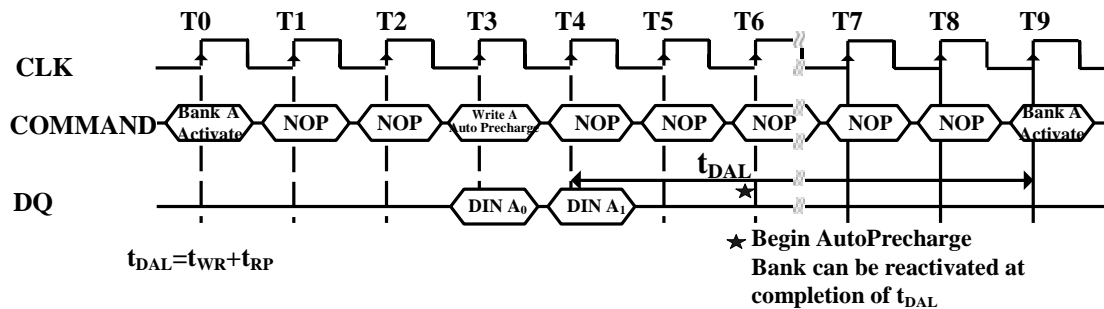 T0 T1 T2 T3 T4 T5 T6 T7 T8 T9
CLK
COMMAND
Bank A
Activate
NOP
NOP
Write A
Auto Precharge
NOP
NOP
NOP
NOP
NOP
Bank A
Activate
tDAL
DQ
DIN A0
DIN A1
tDAL=tWR+tRP
★ Begin AutoPrecharge
Bank can be reactivated at
completion of tDAL